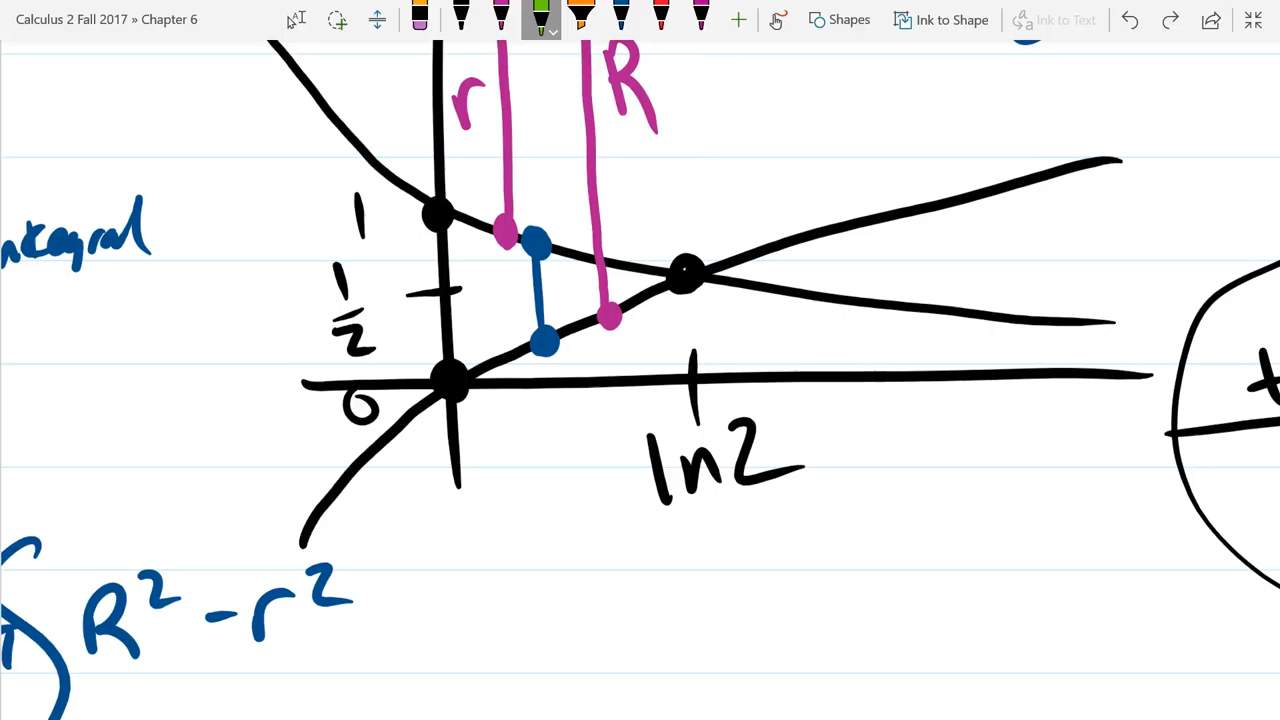 Calculus 2 Fall 2017 » Chapter 6
Shapes
Ink to Shape
Ink to Text
r
R
1
1
2
0
ln2
R² - r²